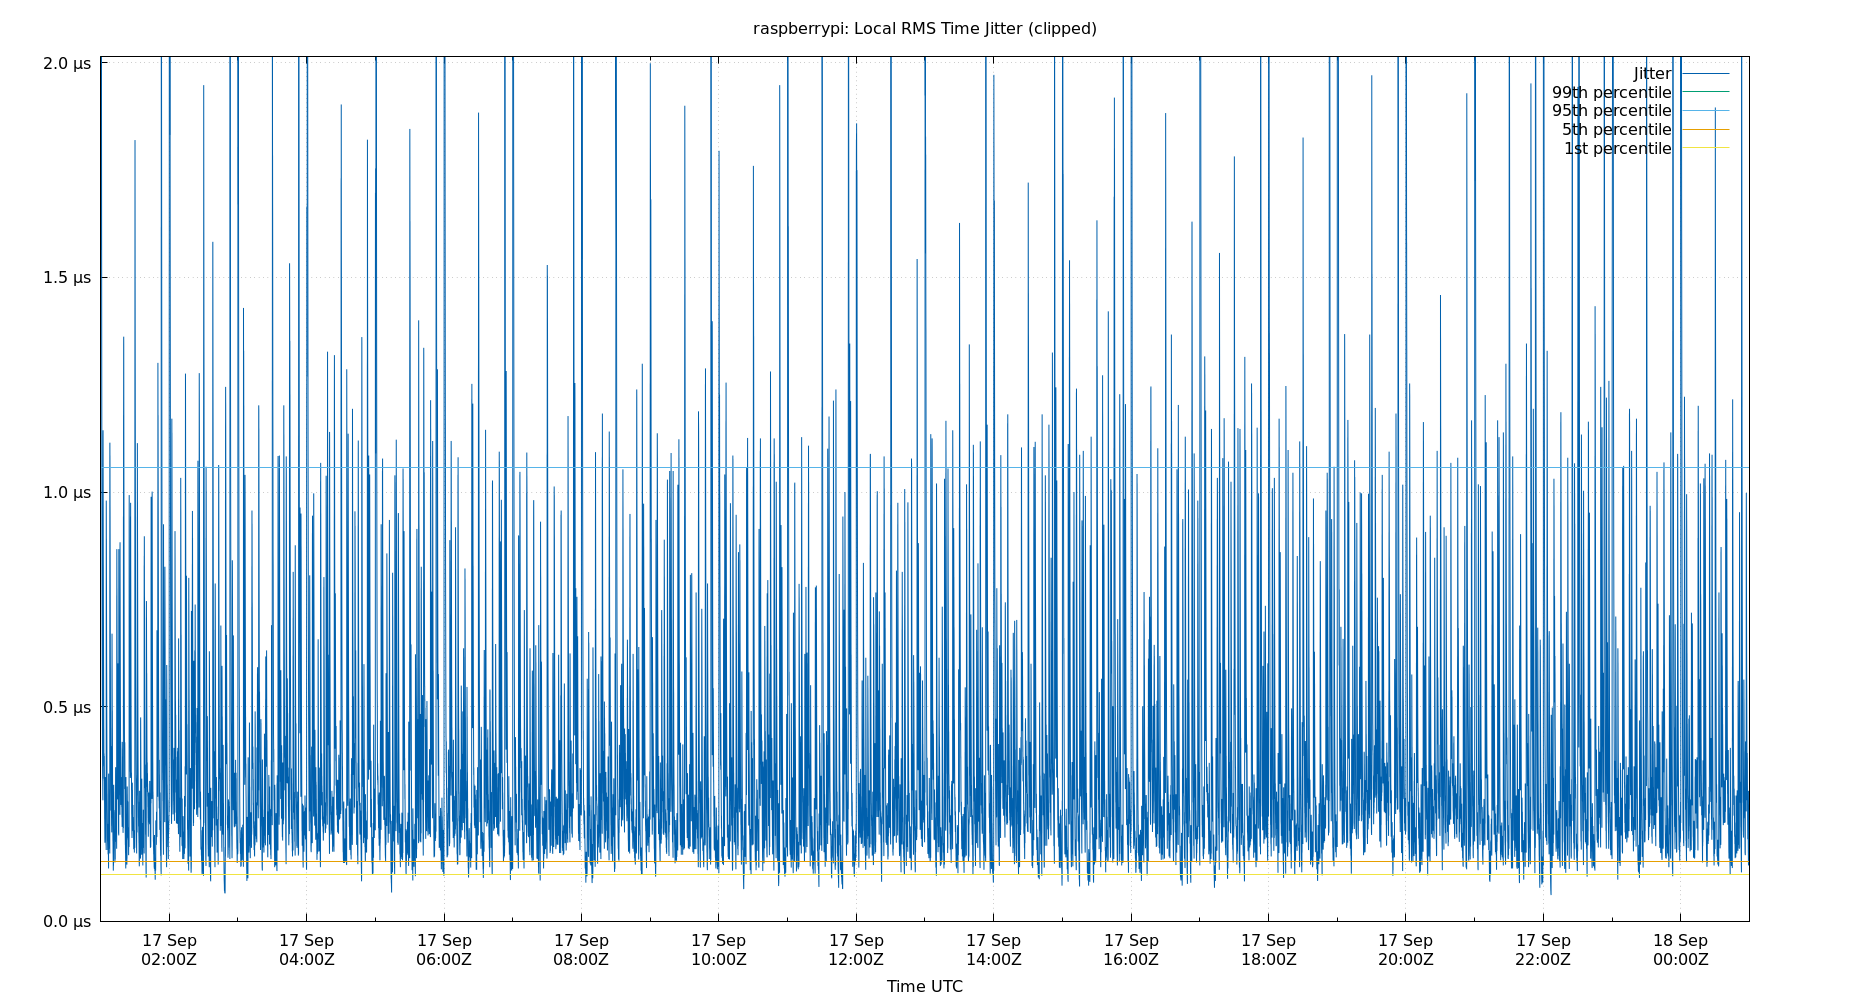 raspberrypi: Local RMS Time Jitter (clipped)
2.0 µs
1.5 µs
1.0 µs
0.5 µs
0.0 µs
Jitter
99th percentile
95th percentile
5th percentile
1st percentile
17 Sep 17 Sep 17 Sep 17 Sep 17 Sep 17 Sep 17 Sep 17 Sep 17 Sep 17 Sep 17 Sep 18 Sep
02:00Z 04:00Z 06:00Z 08:00Z 10:00Z 12:00Z 14:00Z 16:00Z 18:00Z 20:00Z 22:00Z 00:00Z
Time UTC